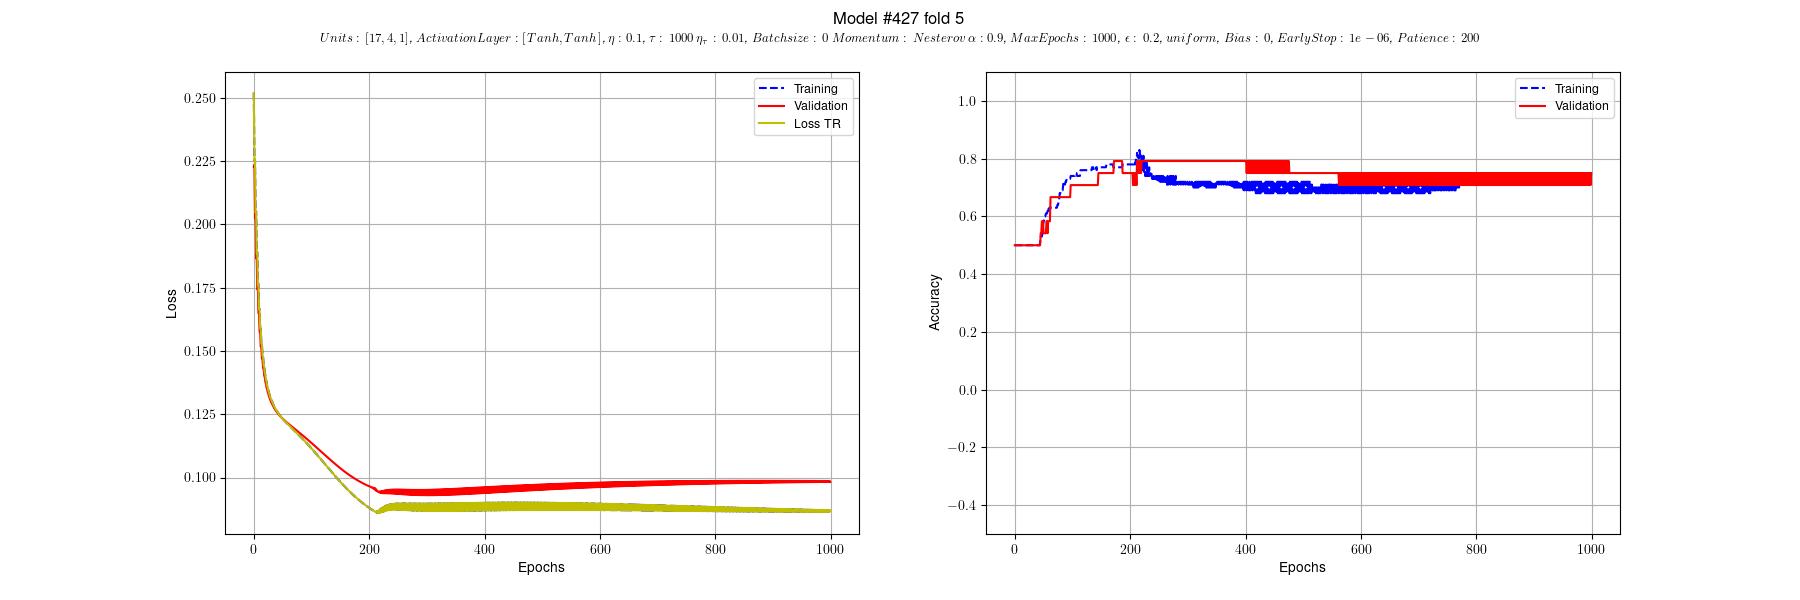 Model #427 fold 5
Units : [17, 4, 1], ActivationLayer : [Tanh, Tanh], η : 0.1, τ : 1000 ητ : 0.01, Batchsize : 0 Momentum : Nesterov α : 0.9, MaxEpochs : 1000, ϵ : 0.2, uniform, Bias : 0, EarlyStop : 1e − 06, Patience : 200
Training
Validation
Loss TR
0.250
0.225
0.200
0.175
0.150
0.125
0.100
Loss
0 200 400 600 800 1000
Epochs
Training
Validation
1.0
0.8
0.6
0.4
0.2
0.0
−0.2
−0.4
Accuracy
0 200 400 600 800 1000
Epochs